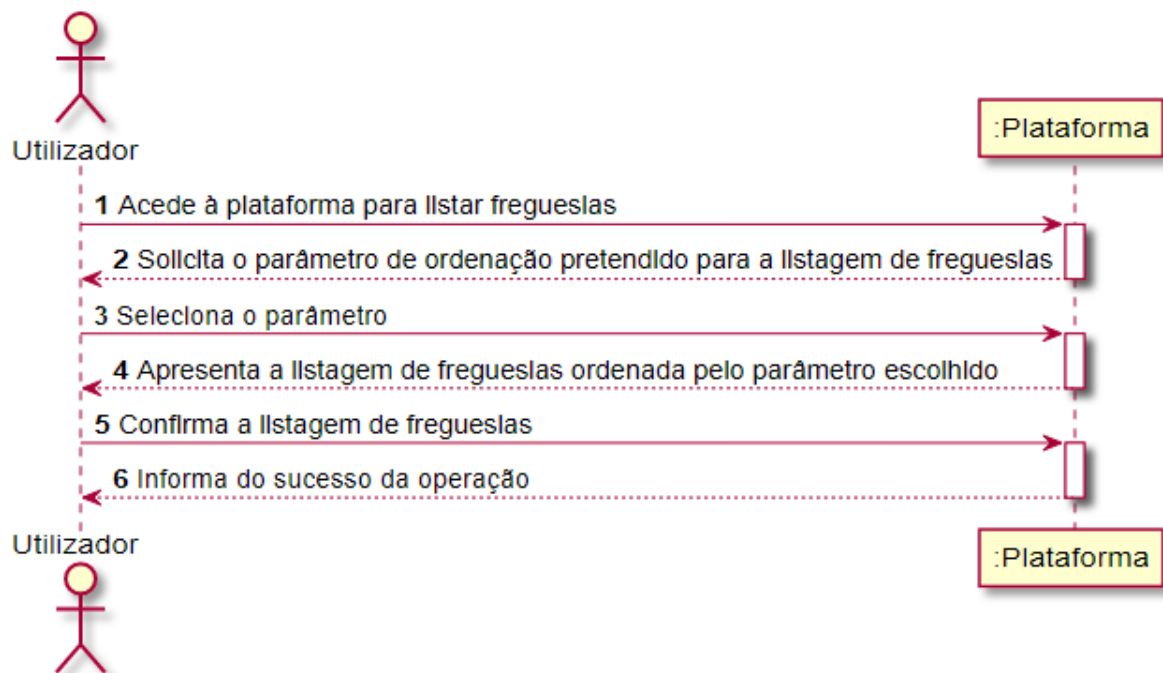 Utilizador
:Plataforma
1 Acede à plataforma para listar freguesias
2 Solicita o parâmetro de ordenação pretendido para a listagem de freguesias
3 Seleciona o parâmetro
4 Apresenta a listagem de freguesias ordenada pelo parâmetro escolhido
5 Confirma a listagem de freguesias
6 Informa do sucesso da operação
Utilizador
:Plataforma